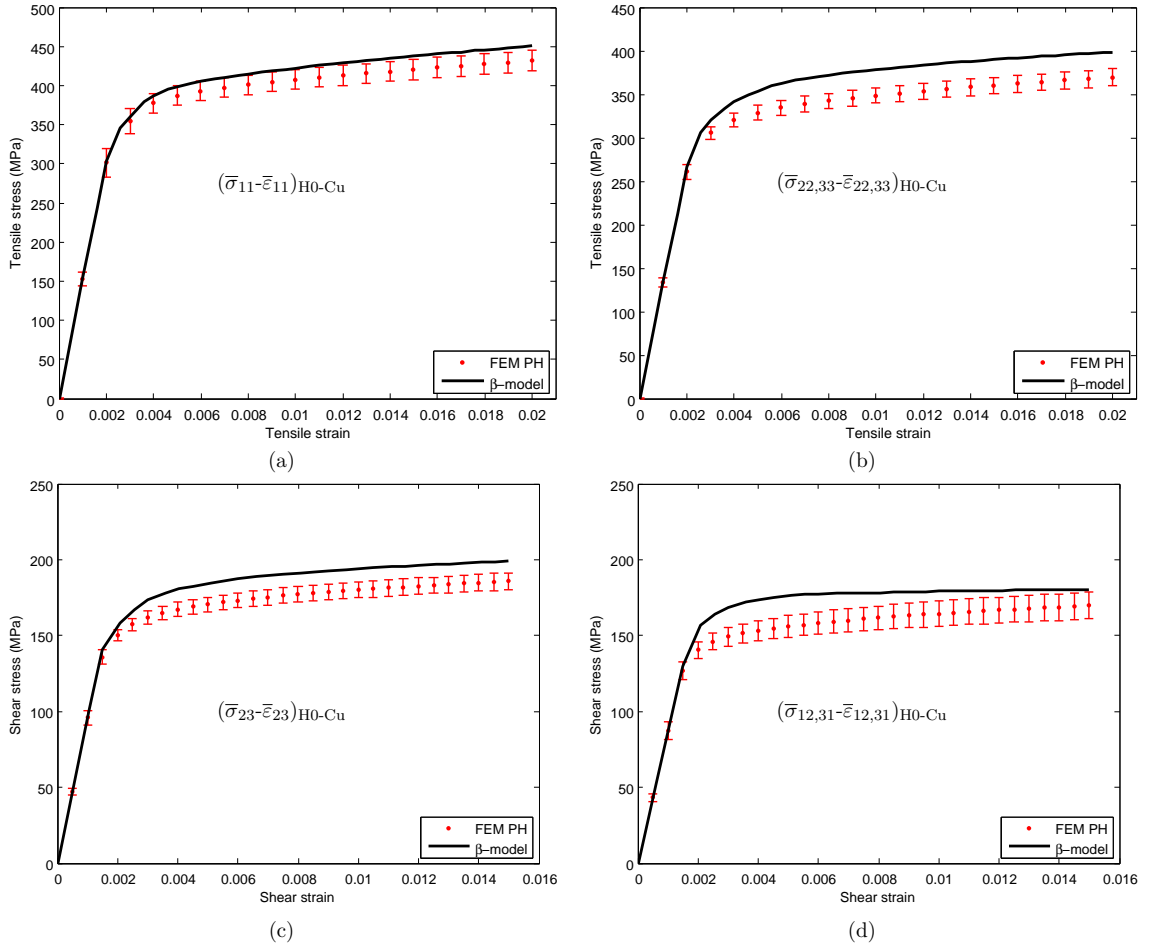 500
450
400
350
300
250
200
150
100
50
0
Tensile stress (MPa)
(σ̅11-ε̅11)H0-Cu
FEM PH
β−model
0 0.002 0.004 0.006 0.008 0.01 0.012 0.014 0.016 0.018 0.02
Tensile strain
(a)
450
400
350
300
250
200
150
100
50
0
Tensile stress (MPa)
(σ̅22,33-ε̅22,33)H0-Cu
FEM PH
β−model
0 0.002 0.004 0.006 0.008 0.01 0.012 0.014 0.016 0.018 0.02
Tensile strain
(b)
250
200
150
100
50
0
Shear stress (MPa)
(σ̅23-ε̅23)H0-Cu
FEM PH
β−model
0 0.002 0.004 0.006 0.008 0.01 0.012 0.014 0.016
Shear strain
(c)
250
200
150
100
50
0
Shear stress (MPa)
(σ̅12,31-ε̅12,31)H0-Cu
FEM PH
β−model
0 0.002 0.004 0.006 0.008 0.01 0.012 0.014 0.016
Shear strain
(d)